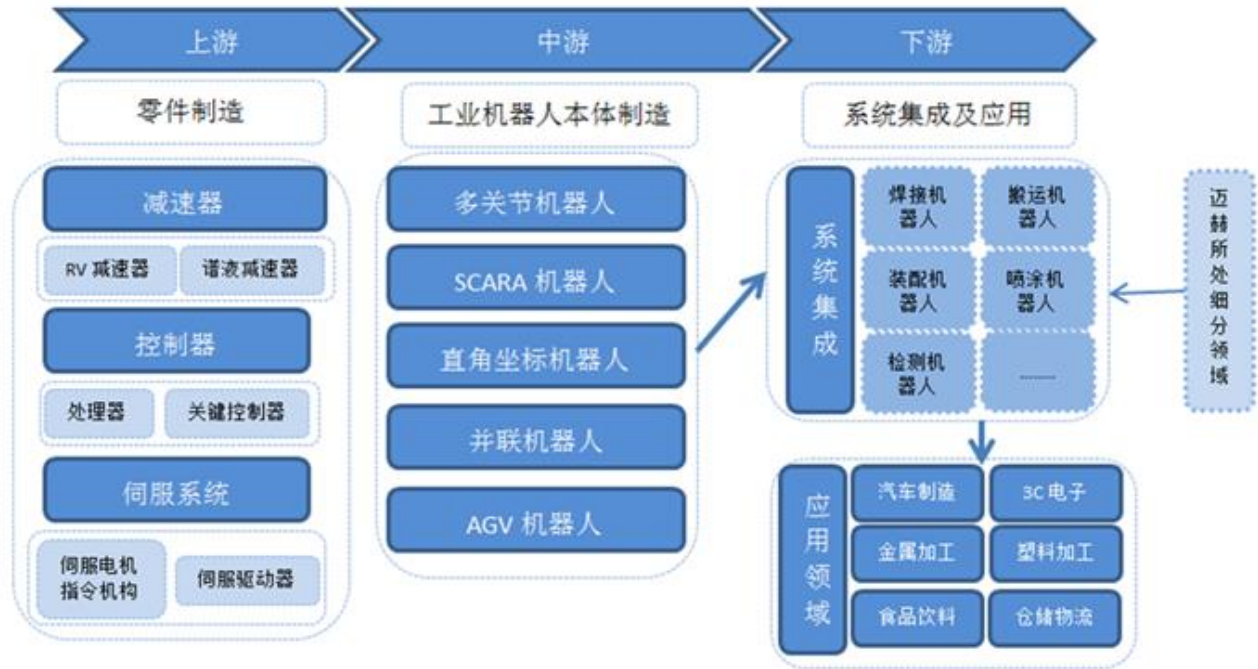 上游
中游
下游
零件制造
工业机器人本体制造
系统集成及应用
减速器
RV 减速器
谱液减速器
控制器
处理器
关键控制器
伺服系统
伺服电机
指令机构
伺服驱动器
多关节机器人
SCARA 机器人
直角坐标机器人
并联机器人
AGV 机器人
系统集成
焊接机
器人
搬运机
器人
装配机
器人
喷涂机
器人
检测机
器人
......
迈赫所处细分领域
应用领域
汽车制造
3C 电子
金属加工
塑料加工
食品饮料
仓储物流